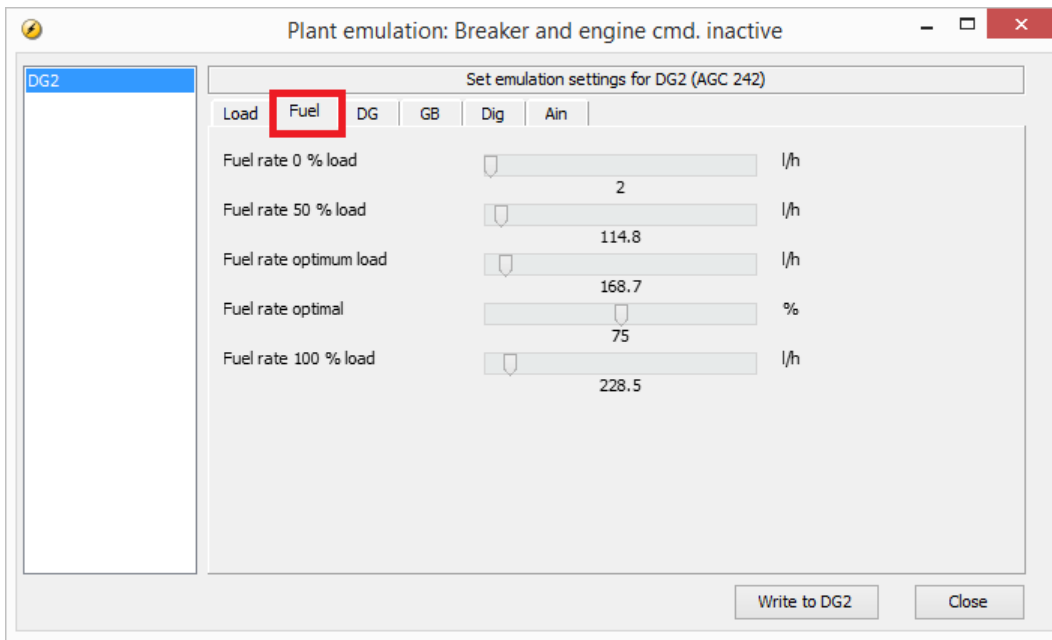 Plant emulation: Breaker and engine cmd. inactive
DG2
Set emulation settings for DG2 (AGC 242)
Load Fuel DG GB Dig Ain
Fuel rate 0 % load l/h
2
Fuel rate 50 % load l/h
114.8
Fuel rate optimum load l/h
168.7
Fuel rate optimal %
75
Fuel rate 100 % load l/h
228.5
Write to DG2 Close